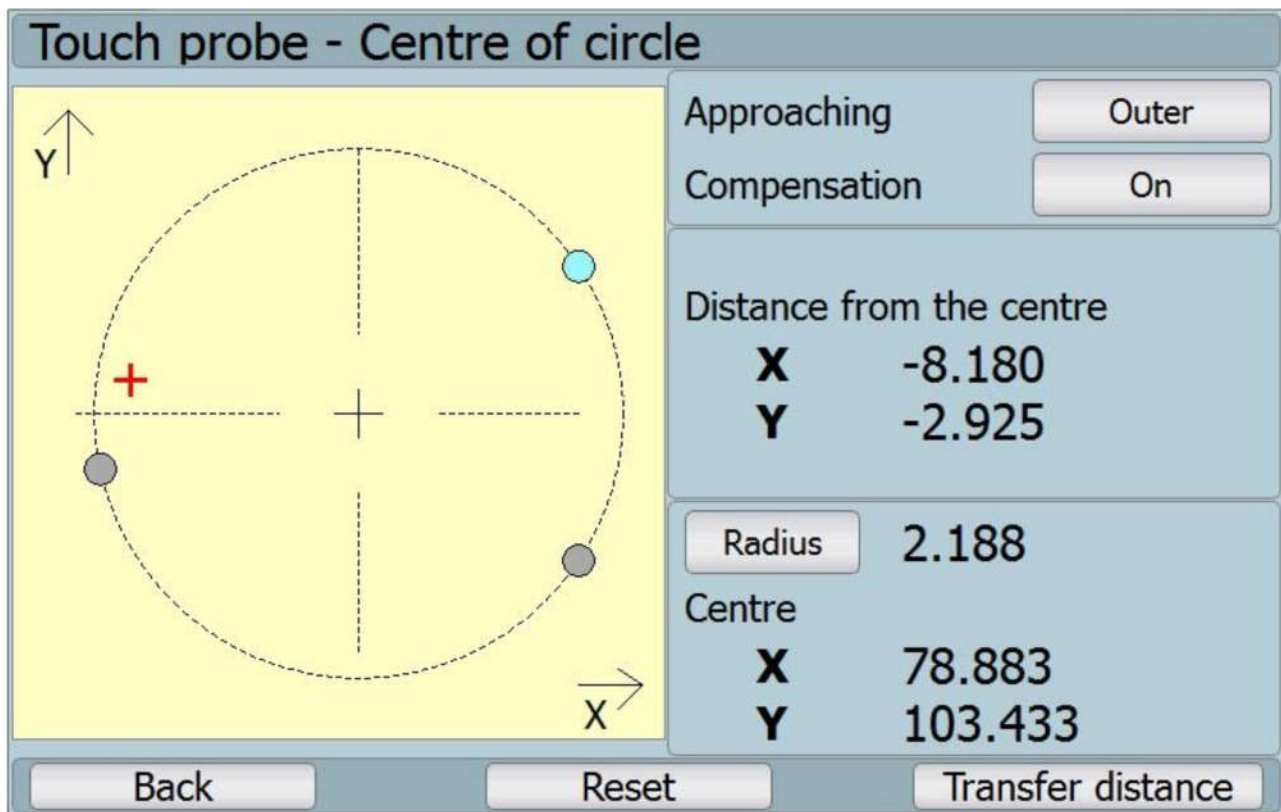 Touch probe - Centre of circle
Y
X
Approaching Outer
Compensation On
Distance from the centre
X -8.180
Y -2.925
Radius 2.188
Centre
X 78.883
Y 103.433
Back Reset Transfer distance